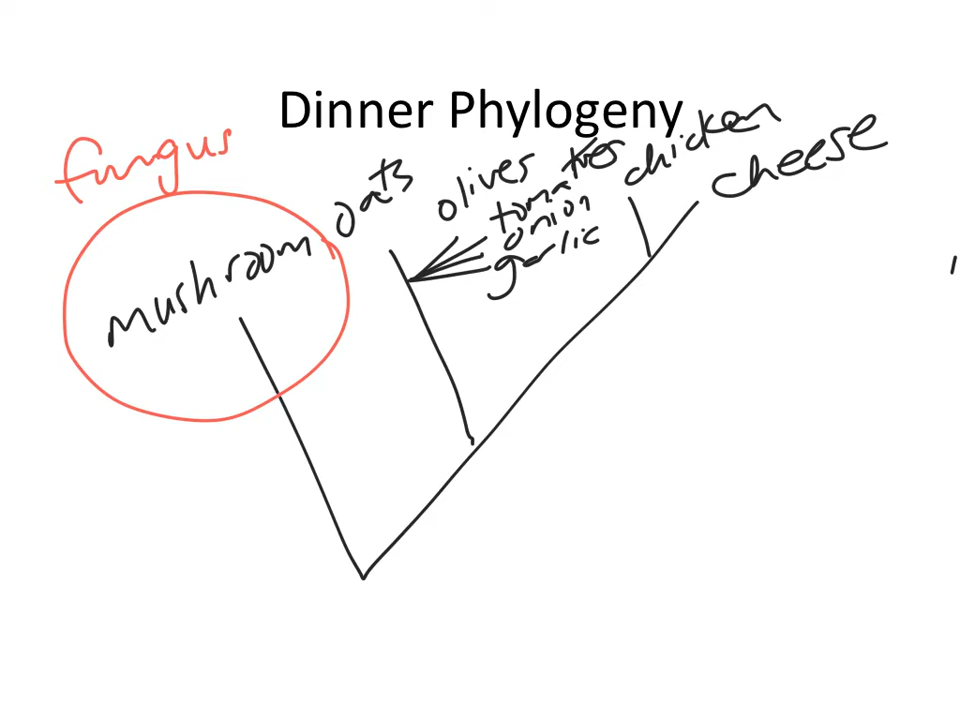 Dinner Phylogeny
fungus
mushroom
oats
olives
tomatoes
onion
garlic
chicken
cheese